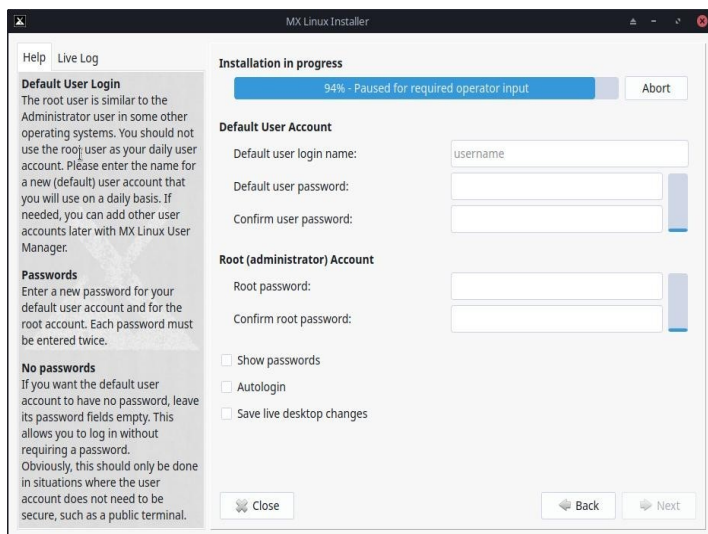 MX Linux Installer
Help
Live Log
Default User Login
The root user is similar to the
Administrator user in some other
operating systems. You should not
use the root user as your daily user
account. Please enter the name for
a new (default) user account that
you will use on a daily basis. If
needed, you can add other user
accounts later with MX Linux User
Manager.
Passwords
Enter a new password for your
default user account and for the
root account. Each password must
be entered twice.
No passwords
If you want the default user
account to have no password, leave
its password fields empty. This
allows you to log in without
requiring a password.
Obviously, this should only be done
in situations where the user
account does not need to be
secure, such as a public terminal.
Installation in progress
94% - Paused for required operator input
Abort
Default User Account
Default user login name:
username
Default user password:
Confirm user password:
Root (administrator) Account
Root password:
Confirm root password:
Show passwords
Autologin
Save live desktop changes
Close
Back
Next